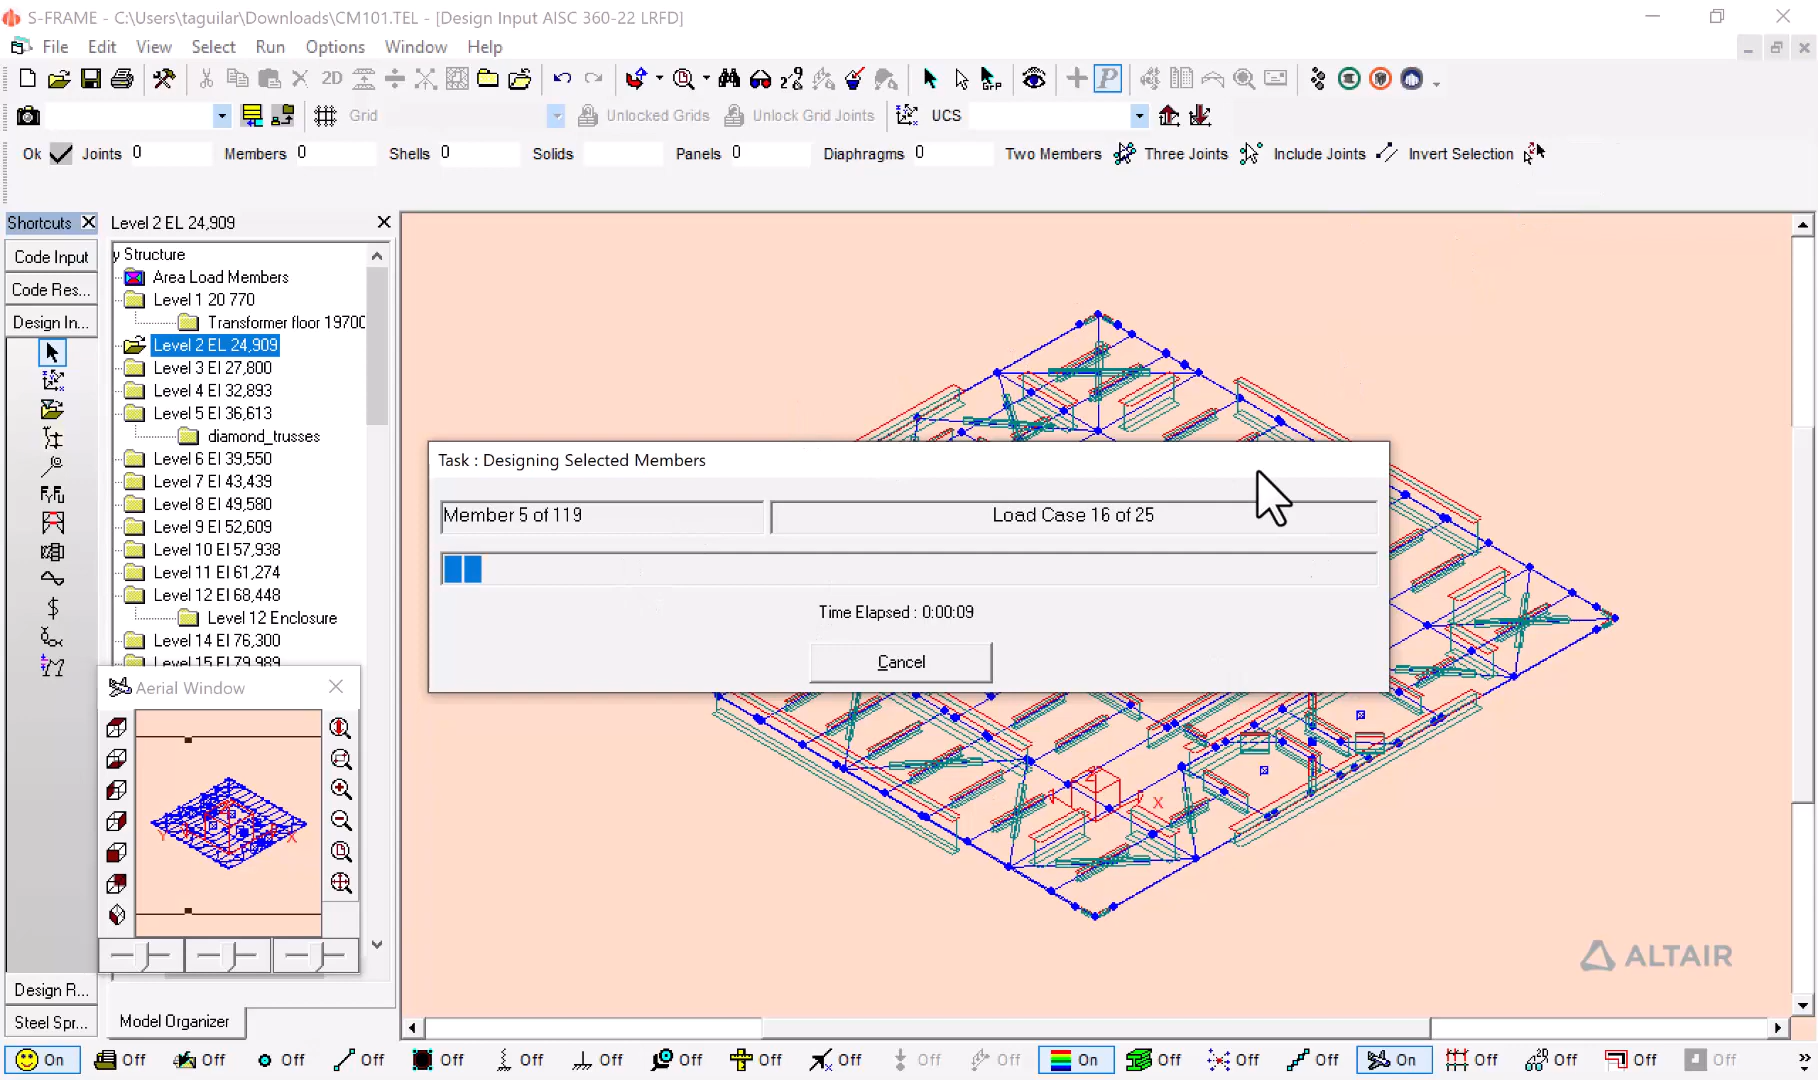 S-FRAME - C:\Users\taguilar\Downloads\CM101.TEL - [Design Input AISC 360-22 LRFD]
File Edit View Select Run Options Window Help
2D
P
Grid Unlocked Grids Unlock Grid Joints UCS
Ok Joints 0 Members 0 Shells 0 Solids Panels 0 Diaphragms 0 Two Members Three Joints Include Joints Invert Selection
Shortcuts
Level 2 EL 24,909
Code Input
Code Res...
Design In...
y Structure
Area Load Members
Level 1 20 770
Transformer floor 19700
Level 2 EL 24,909
Level 3 El 27,800
Level 4 El 32,893
Level 5 El 36,613
diamond_trusses
Level 6 El 39,550
Level 7 El 43,439
Level 8 El 49,580
Level 9 El 52,609
Level 10 El 57,938
Level 11 El 61,274
Level 12 El 68,448
Level 12 Enclosure
Level 14 El 76,300
Level 15 El 79,989
Task : Designing Selected Members
Member 5 of 119
Load Case 16 of 25
Time Elapsed : 0:00:09
Cancel
Aerial Window
Y X
Z
X
ALTAIR
Design R...
Steel Spr...
Model Organizer
On Off Off Off Off Off Off Off Off Off Off Off Off On Off Off Off On Off Off Off Off